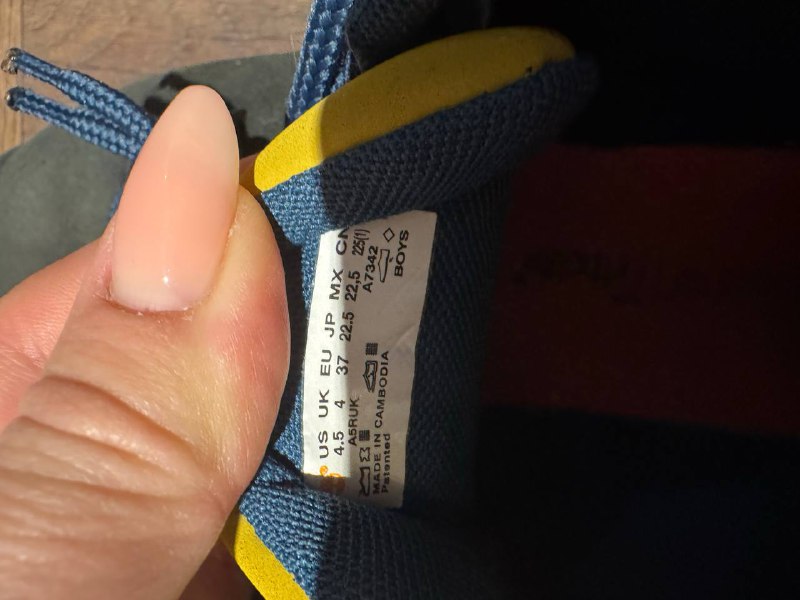 US UK EU JP MX CN
4.5 4 37 22.5 22,5 225(1)
A5RUK A7342
MADE IN CAMBODIA BOYS
Patented